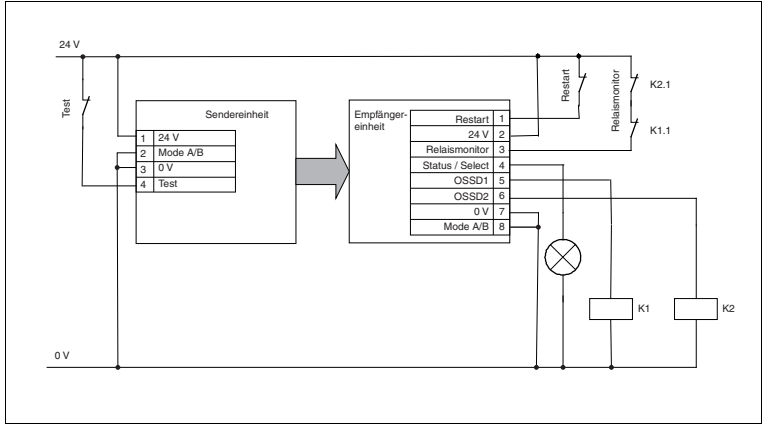 24 V
Test
Sendereinheit
1 24 V
2 Mode A/B
3 0 V
4 Test
Empfänger-
einheit
Restart 1
24 V 2
Relaismonitor 3
Status / Select 4
OSSD1 5
OSSD2 6
0 V 7
Mode A/B 8
Restart
Relaismonitor
K2.1
K1.1
K1
K2
0 V